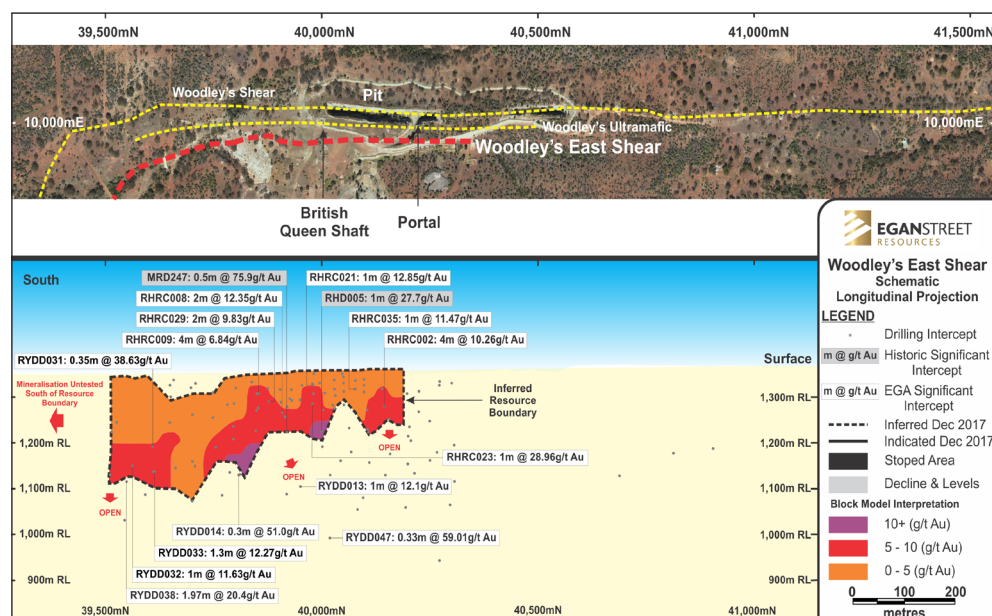 39,500mN 40,000mN 40,500mN 41,000mN 41,500mN
Woodley's Shear
Pit
10,000mE
Woodley's Ultramafic
10,000mE
Woodley's East Shear
British
Queen Shaft
Portal
EGANSTREET
RESOURCES
Woodley's East Shear
Schematic
Longitudinal Projection
LEGEND
Drilling Intercept
m @ g/t Au Historic Significant
Intercept
m @ g/t Au EGA Significant
Intercept
Inferred Dec 2017
Indicated Dec 2017
Stoped Area
Decline & Levels
Block Model Interpretation
10+ (g/t Au)
5 - 10 (g/t Au)
0 - 5 (g/t Au)
0 100 200
metres
South
MRD247: 0.5m @ 75.9g/t Au
RHRC021: 1m @ 12.85g/t Au
RHRC008: 2m @ 12.35g/t Au
RHD005: 1m @ 27.7g/t Au
RHRC029: 2m @ 9.83g/t Au
RHRC035: 1m @ 11.47g/t Au
RHRC009: 4m @ 6.84g/t Au
RHRC002: 4m @ 10.26g/t Au
RYDD031: 0.35m @ 38.63g/t Au
Surface
Mineralisation Untested
South of Resource
Boundary
Inferred
Resource
Boundary
1,300m RL
1,200m RL
1,200m RL
OPEN
RHRC023: 1m @ 28.96g/t Au
OPEN
1,100m RL
RYDD013: 1m @ 12.1g/t Au
1,100m RL
OPEN
RYDD014: 0.3m @ 51.0g/t Au
1,000m RL
RYDD047: 0.33m @ 59.01g/t Au
1,000m RL
RYDD033: 1.3m @ 12.27g/t Au
RYDD032: 1m @ 11.63g/t Au
900m RL
900m RL
RYDD038: 1.97m @ 20.4g/t Au
39,500mN 40,000mN 40,500mN 41,000mN